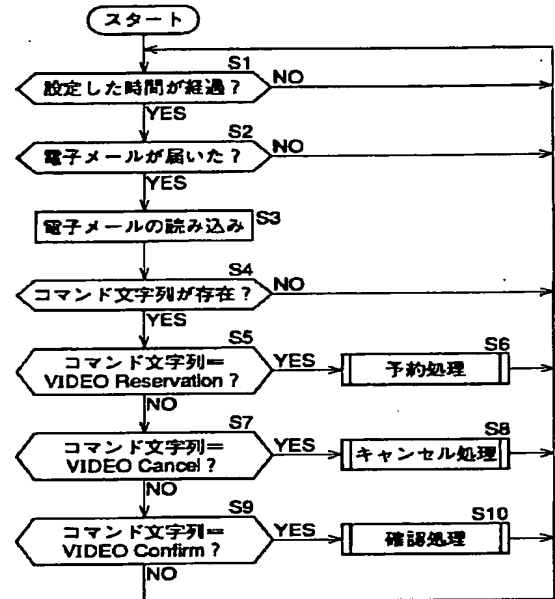 スタート
S1
設定した時間が経過?
NO
YES
S2
電子メールが届いた?
NO
YES
電子メールの読み込み
S3
S4
コマンド文字列が存在?
NO
YES
S5
コマンド文字列=
VIDEO Reservation?
YES
S6
予約処理
NO
S7
コマンド文字列=
VIDEO Cancel?
YES
S8
キャンセル処理
NO
S9
コマンド文字列=
VIDEO Confirm?
YES
S10
確認処理
NO